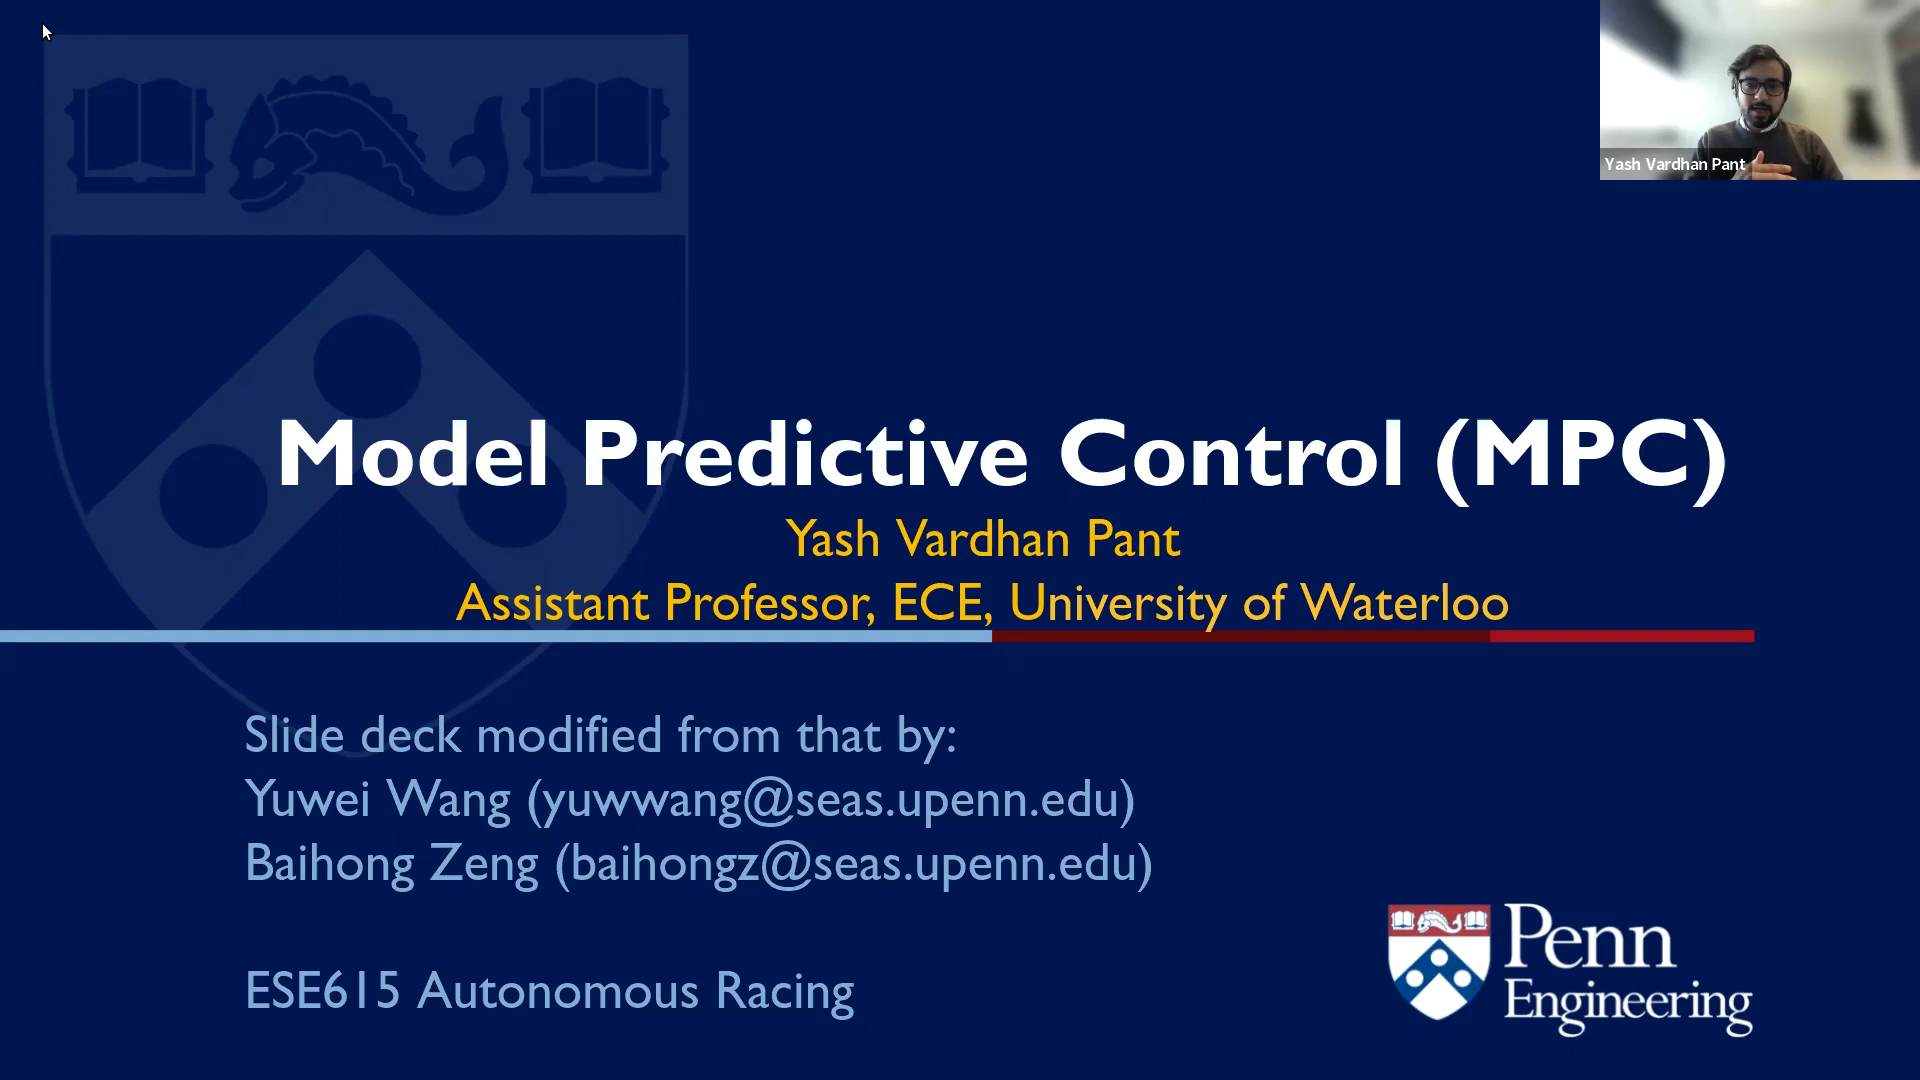 Yash Vardhan Pant
Model Predictive Control (MPC)
Yash Vardhan Pant
Assistant Professor, ECE, University of Waterloo
Slide deck modified from that by:
Yuwei Wang (yuwwang@seas.upenn.edu)
Baihong Zeng (baihongz@seas.upenn.edu)
ESE615 Autonomous Racing
Penn
Engineering